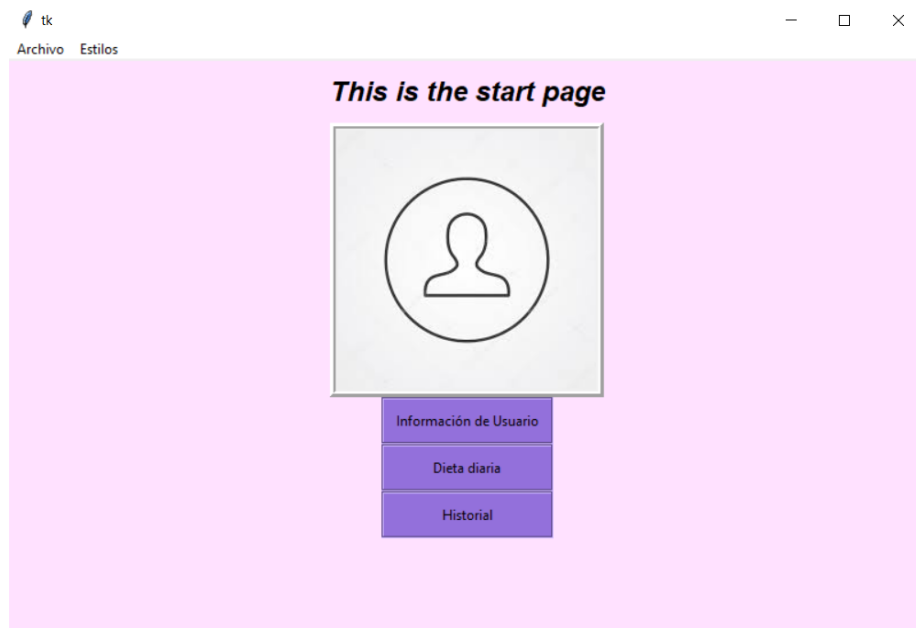 tk
Archivo Estilos
This is the start page
Información de Usuario
Dieta diaria
Historial